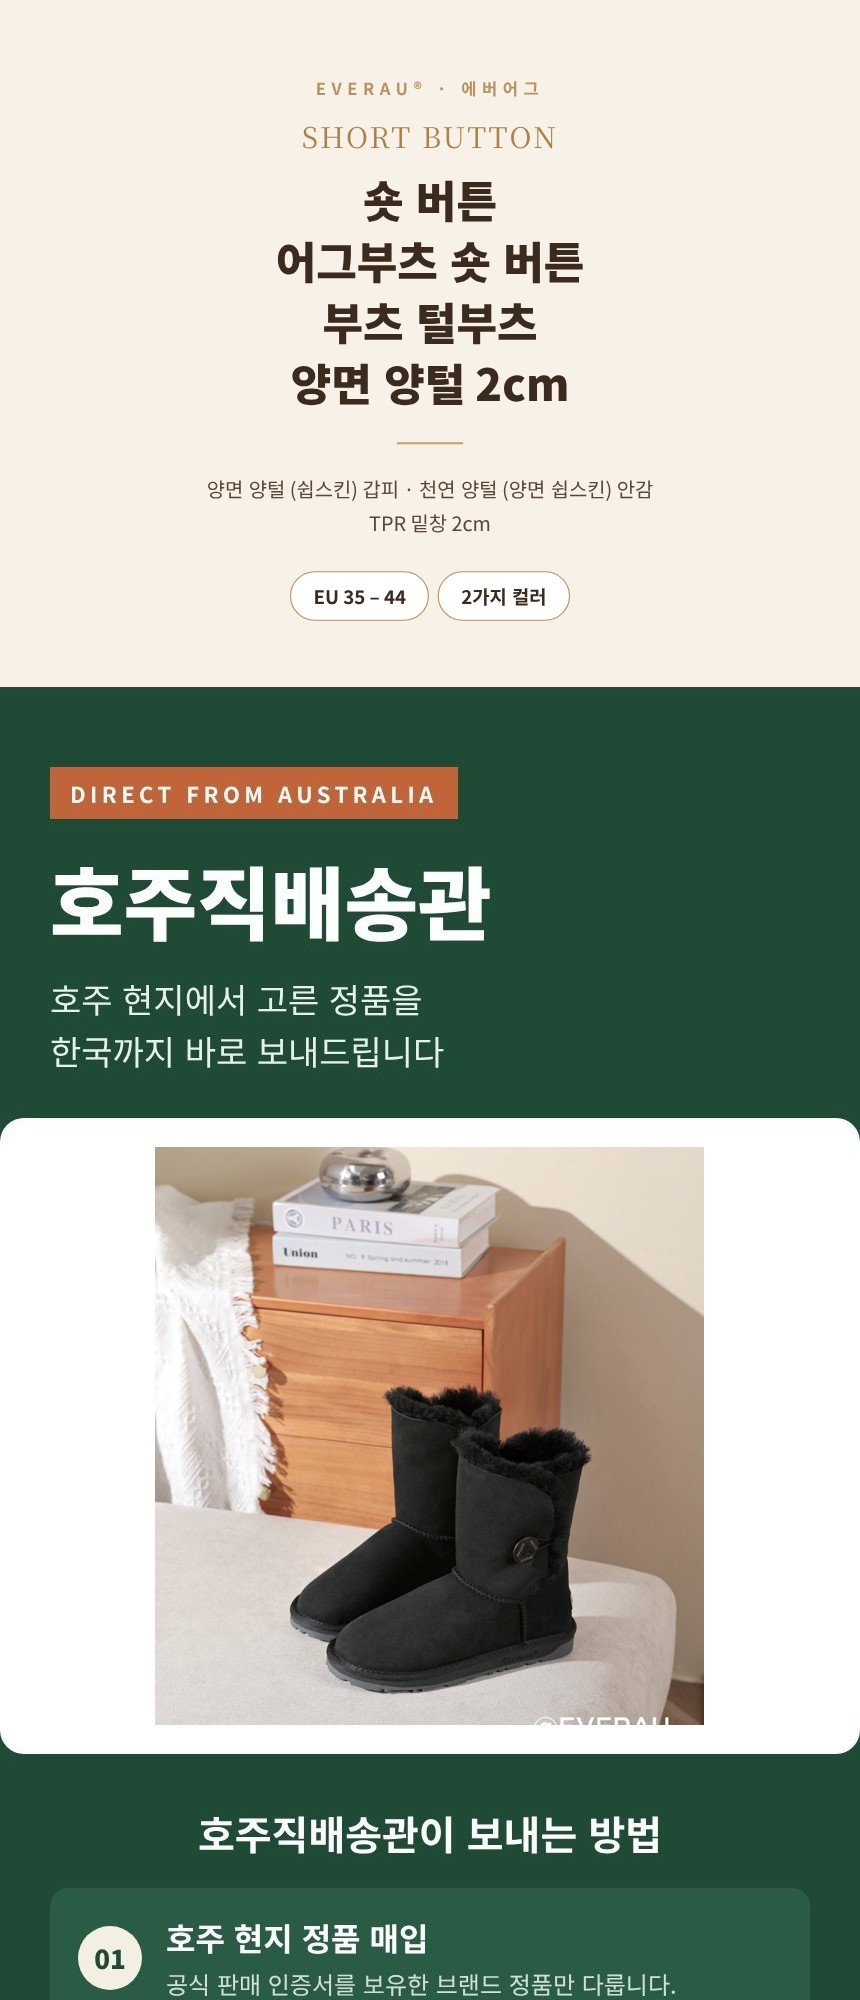 EVERAU® · 에버어그
SHORT BUTTON
숏 버튼
어그부츠 숏 버튼
부츠 털부츠
양면 양털 2cm
양면 양털 (쉽스킨) 갑피 · 천연 양털 (양면 쉽스킨) 안감
TPR 밑창 2cm
EU 35 – 44
2가지 컬러
DIRECT FROM AUSTRALIA
호주직배송관
호주 현지에서 고른 정품을
한국까지 바로 보내드립니다
PARIS
Union
NO. 9 Spring and summer 2018
@EVERAU
호주직배송관이 보내는 방법
01
호주 현지 정품 매입
공식 판매 인증서를 보유한 브랜드 정품만 다룹니다.